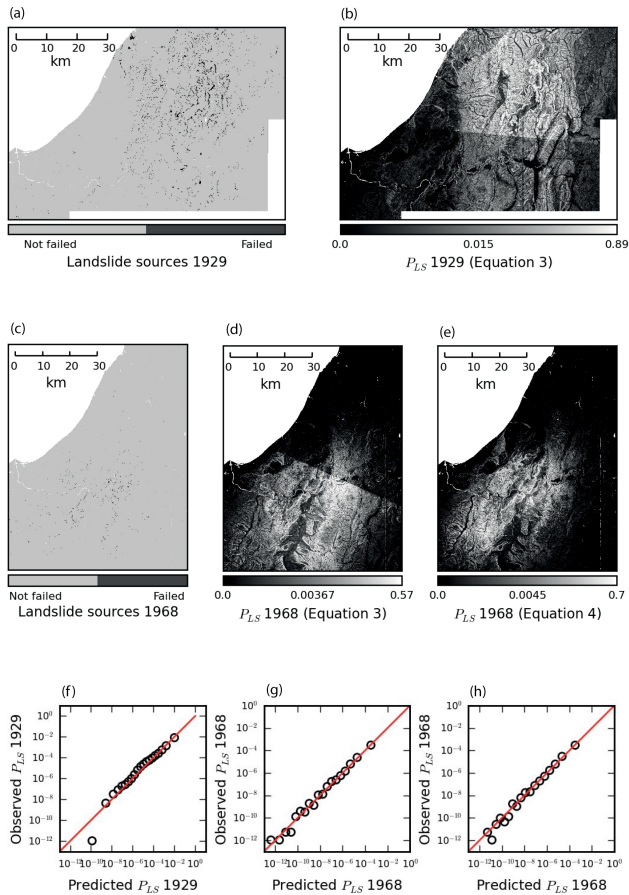 (a)
0 10 20 30
km
Not failed Failed
Landslide sources 1929
(b)
0 10 20 30
km
0.0 0.015 0.89
P_LS 1929 (Equation 3)
(c)
0 10 20 30
km
Not failed Failed
Landslide sources 1968
(d)
0 10 20 30
km
0.0 0.00367 0.57
P_LS 1968 (Equation 3)
(e)
0 10 20 30
km
0.0 0.0045 0.7
P_LS 1968 (Equation 4)
(f)
Observed P_LS 1929
10^0
10^-2
10^-4
10^-6
10^-8
10^-10
10^-12
10^-12 10^-10 10^-8 10^-6 10^-4 10^-2 10^0
Predicted P_LS 1929
(g)
Observed P_LS 1968
10^0
10^-2
10^-4
10^-6
10^-8
10^-10
10^-12
10^-12 10^-10 10^-8 10^-6 10^-4 10^-2 10^0
Predicted P_LS 1968
(h)
Observed P_LS 1968
10^0
10^-2
10^-4
10^-6
10^-8
10^-10
10^-12
10^-12 10^-10 10^-8 10^-6 10^-4 10^-2 10^0
Predicted P_LS 1968